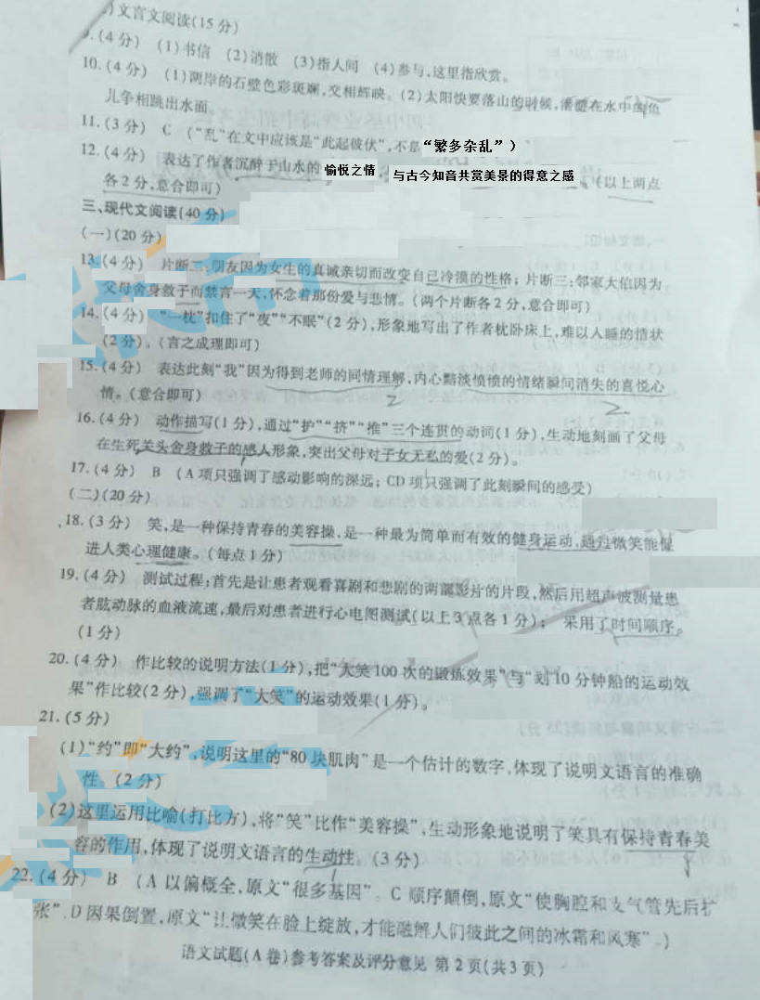 )文言文阅读(15分)
9.(4分) (1)书信 (2)消散 (3)指人间 (4)参与,这里指欣赏。
10.(4分) (1)两岸的石壁色彩斑斓,交相辉映。(2)太阳快要落山的时候,潜游在水中的鱼
儿争相跳出水面
11.(3分) C (“乱”在文中应该是“此起彼伏”,不是“繁多杂乱”)
12.(4分) 表达了作者沉醉于山水的愉悦之情 与古今知音共赏美景的得意之感 (以上两点
各2分,意合即可)
三、现代文阅读(40分)
(一)(20分)
13.(4分) 片断二:朋友因为女生的真诚亲切而改变自己冷漠的性格;片断三:邻家大伯因为
父母舍身救子而禁言一天,怀念着那份爱与悲情。(两个片断各2分,意合即可)
14.(4分) “一枕”扣住了“夜”“不眠”(2分),形象地写出了作者枕卧床上,难以入睡的情状
(2分)。(言之成理即可)
15.(4分) 表达此刻“我”因为得到老师的同情理解,内心黯淡愤愤的情绪瞬间消失的喜悦心
情。(意合即可)
16.(4分) 动作描写(1分),通过“护”“挤”“推”三个连贯的动词(1分),生动地刻画了父母
在生死关头舍身救子的感人形象,突出父母对子女无私的爱(2分)。
17.(4分) B (A项只强调了感动影响的深远;CD项只强调了此刻瞬间的感受)
(二)(20分)
18.(3分) 笑,是一种保持青春的美容操,是一种最为简单而有效的健身运动,通过微笑能促
进人类心理健康。(每点1分)
19.(4分) 测试过程:首先是让患者观看喜剧和悲剧的两部影片的片段,然后用超声波测量患
者肱动脉的血液流速,最后对患者进行心电图测试(以上3点各1分); 采用了时间顺序。
(1分)
20.(4分) 作比较的说明方法(1分),把“大笑100次的锻炼效果”与“划10分钟船的运动效
果”作比较(2分),强调了“大笑”的运动效果(1分)。
21.(5分)
(1)“约”即“大约”,说明这里的“80块肌肉”是一个估计的数字,体现了说明文语言的准确
性。(2分)
(2)这里运用比喻(打比方),将“笑”比作“美容操”,生动形象地说明了笑具有保持青春美
容的作用,体现了说明文语言的生动性。(3分)
22.(4分) B (A以偏概全,原文“很多基因”。C顺序颠倒,原文“使胸腔和支气管先后扩
张”。D因果倒置,原文“让微笑在脸上绽放,才能融解人们彼此之间的冰霜和风寒”。)
语文试题(A卷)参考答案及评分意见 第2页(共3页)